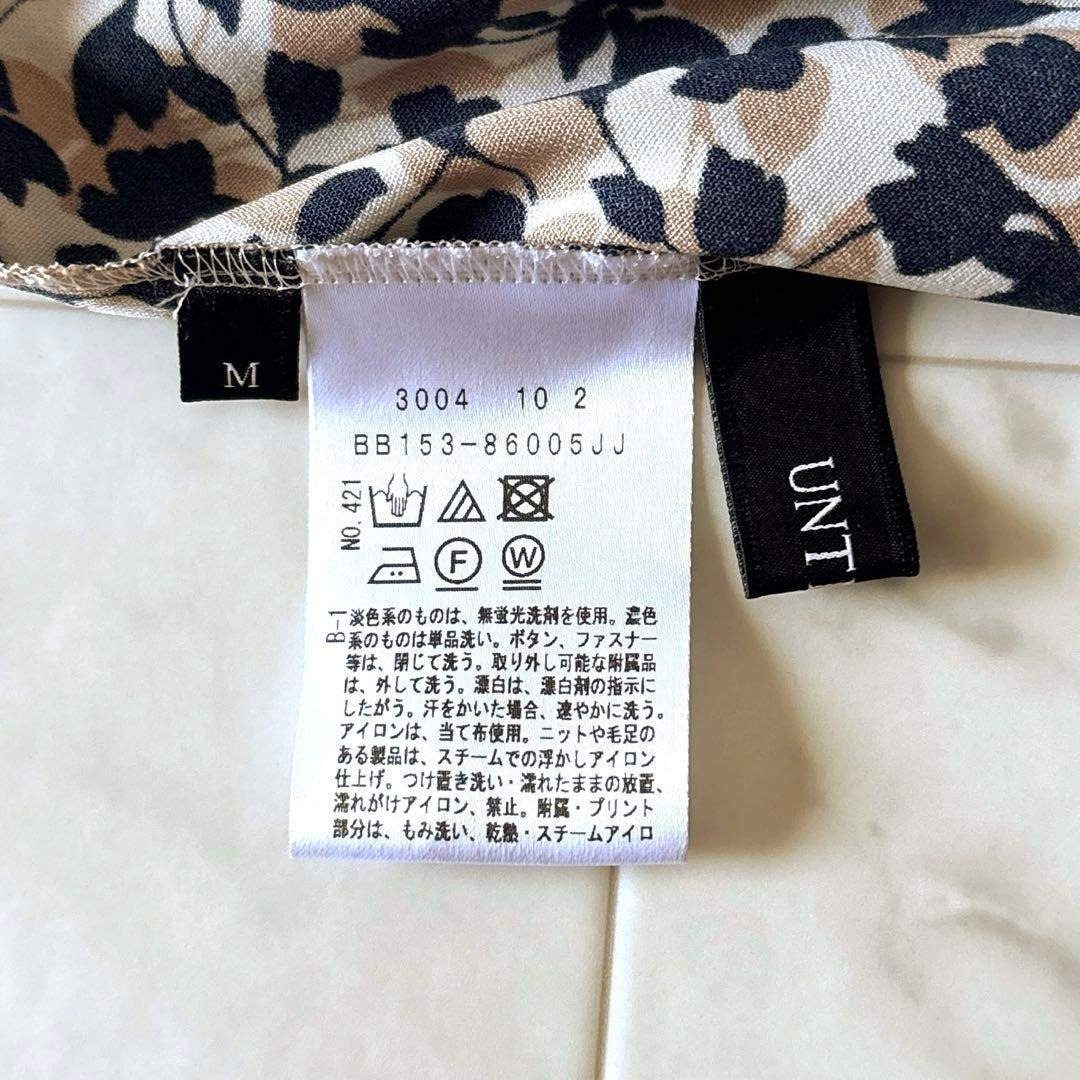 M
3004 10 2
BB153-86005JJ
NO. 421
F
W
B-1
淡色系のものは、無蛍光洗剤を使用。濃色
系のものは単品洗い。ボタン、ファスナー
等は、閉じて洗う。取り外し可能な附属品
は、外して洗う。漂白は、漂白剤の指示に
したがう。汗をかいた場合、速やかに洗う。
アイロンは、当て布使用。ニットや毛足の
ある製品は、スチームでの浮かしアイロン
仕上げ。つけ置き洗い・濡れたままの放置、
濡れがけアイロン、禁止。附属・プリント
部分は、もみ洗い、乾熱・スチームアイロ
UNT